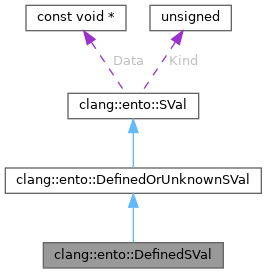 const void *
unsigned
Data
Kind
clang::ento::SVal
clang::ento::DefinedOrUnknownSVal
clang::ento::DefinedSVal